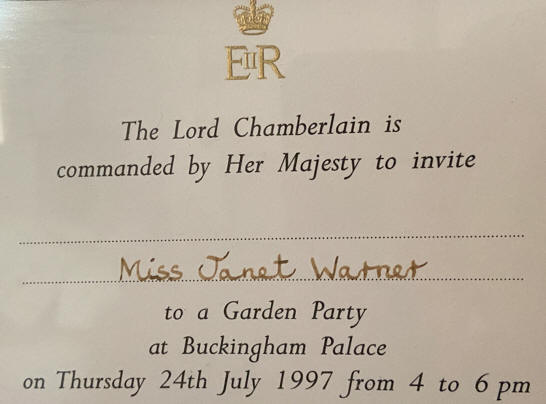 EIIR
The Lord Chamberlain is
commanded by Her Majesty to invite
Miss Janet Warner
to a Garden Party
at Buckingham Palace
on Thursday 24th July 1997 from 4 to 6 pm